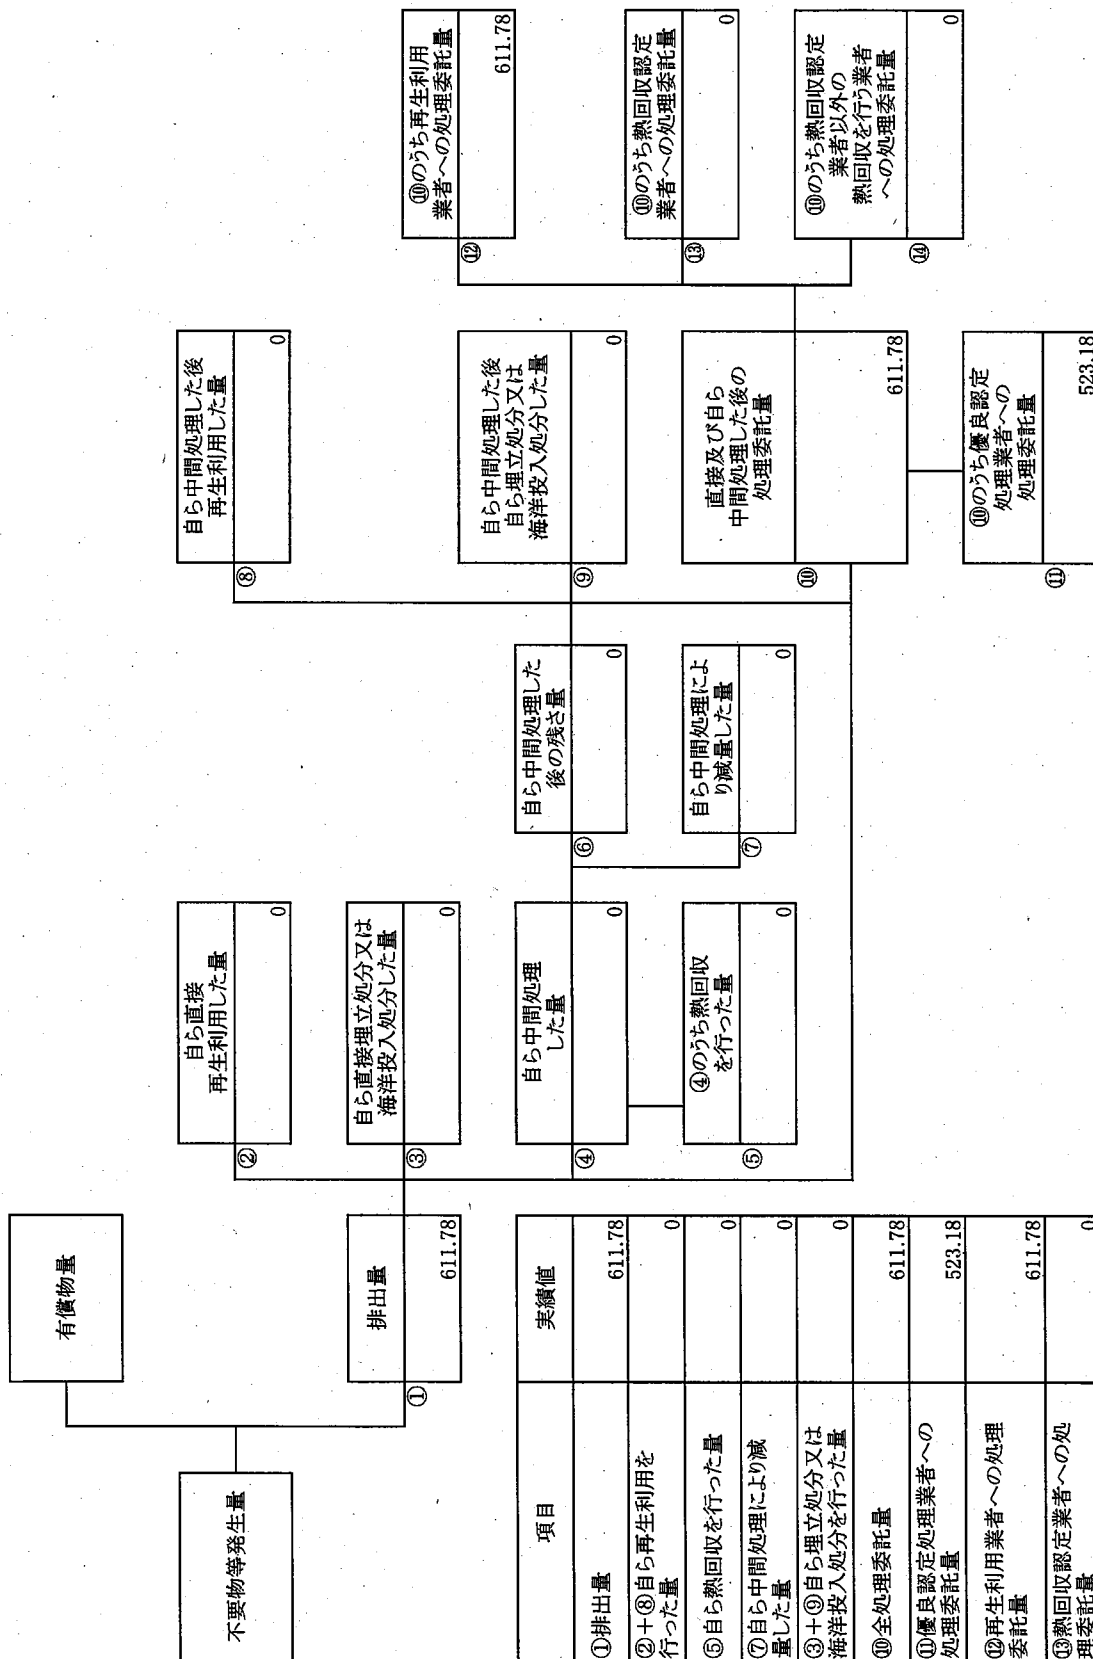 有償物量
不要物等発生量
排出量
①
611.78
自ら直接
再生利用した量
②
0
自ら直接埋立処分又は
海洋投入処分した量
③
0
自ら中間処理
した量
④
0
④のうち熱回収
を行った量
⑤
0
自ら中間処理した
後の残さ量
⑥
0
自ら中間処理によ
り減量した量
⑦
0
自ら中間処理した後
再生利用した量
⑧
0
自ら中間処理した後
自ら埋立処分又は
海洋投入処分した量
⑨
0
直接及び自ら
中間処理した後の
処理委託量
⑩
611.78
⑩のうち優良認定
処理業者への
処理委託量
⑪
523.18
⑩のうち再生利用
業者への処理委託量
⑫
611.78
⑩のうち熱回収認定
業者への処理委託量
⑬
0
⑩のうち熱回収認定
業者以外の
熱回収を行う業者
への処理委託量
⑭
0
項目 実績値
①排出量 611.78
②+⑧自ら再生利用を
行った量 0
⑤自ら熱回収を行った量 0
⑦自ら中間処理により減
量した量 0
③+⑨自ら埋立処分又は
海洋投入処分を行った量 0
⑩全処理委託量 611.78
⑪優良認定処理業者への
処理委託量 523.18
⑫再生利用業者への処理
委託量 611.78
⑬熱回収認定業者への処
理委託量 0